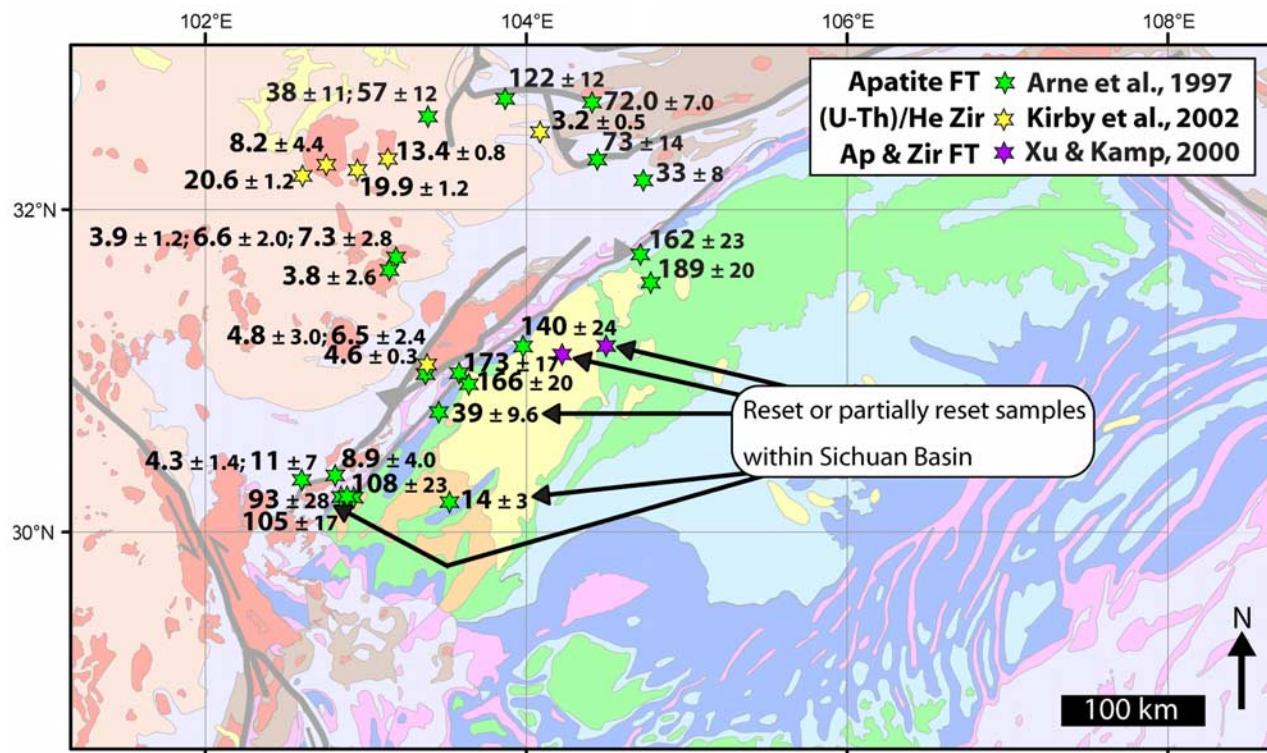 102°E 104°E 106°E 108°E
122 ± 12
38 ± 11; 57 ± 12
72.0 ± 7.0
3.2 ± 0.5
73 ± 14
8.2 ± 4.4
13.4 ± 0.8
33 ± 8
20.6 ± 1.2
19.9 ± 1.2
Apatite FT Arne et al., 1997
(U-Th)/He Zir Kirby et al., 2002
Ap & Zir FT Xu & Kamp, 2000
32°N
3.9 ± 1.2; 6.6 ± 2.0; 7.3 ± 2.8
162 ± 23
3.8 ± 2.6
189 ± 20
4.8 ± 3.0; 6.5 ± 2.4
140 ± 24
4.6 ± 0.3
173 ± 17
166 ± 20
39 ± 9.6
Reset or partially reset samples
within Sichuan Basin
4.3 ± 1.4; 11 ± 7
8.9 ± 4.0
108 ± 23
93 ± 28
14 ± 3
105 ± 17
30°N
N
100 km